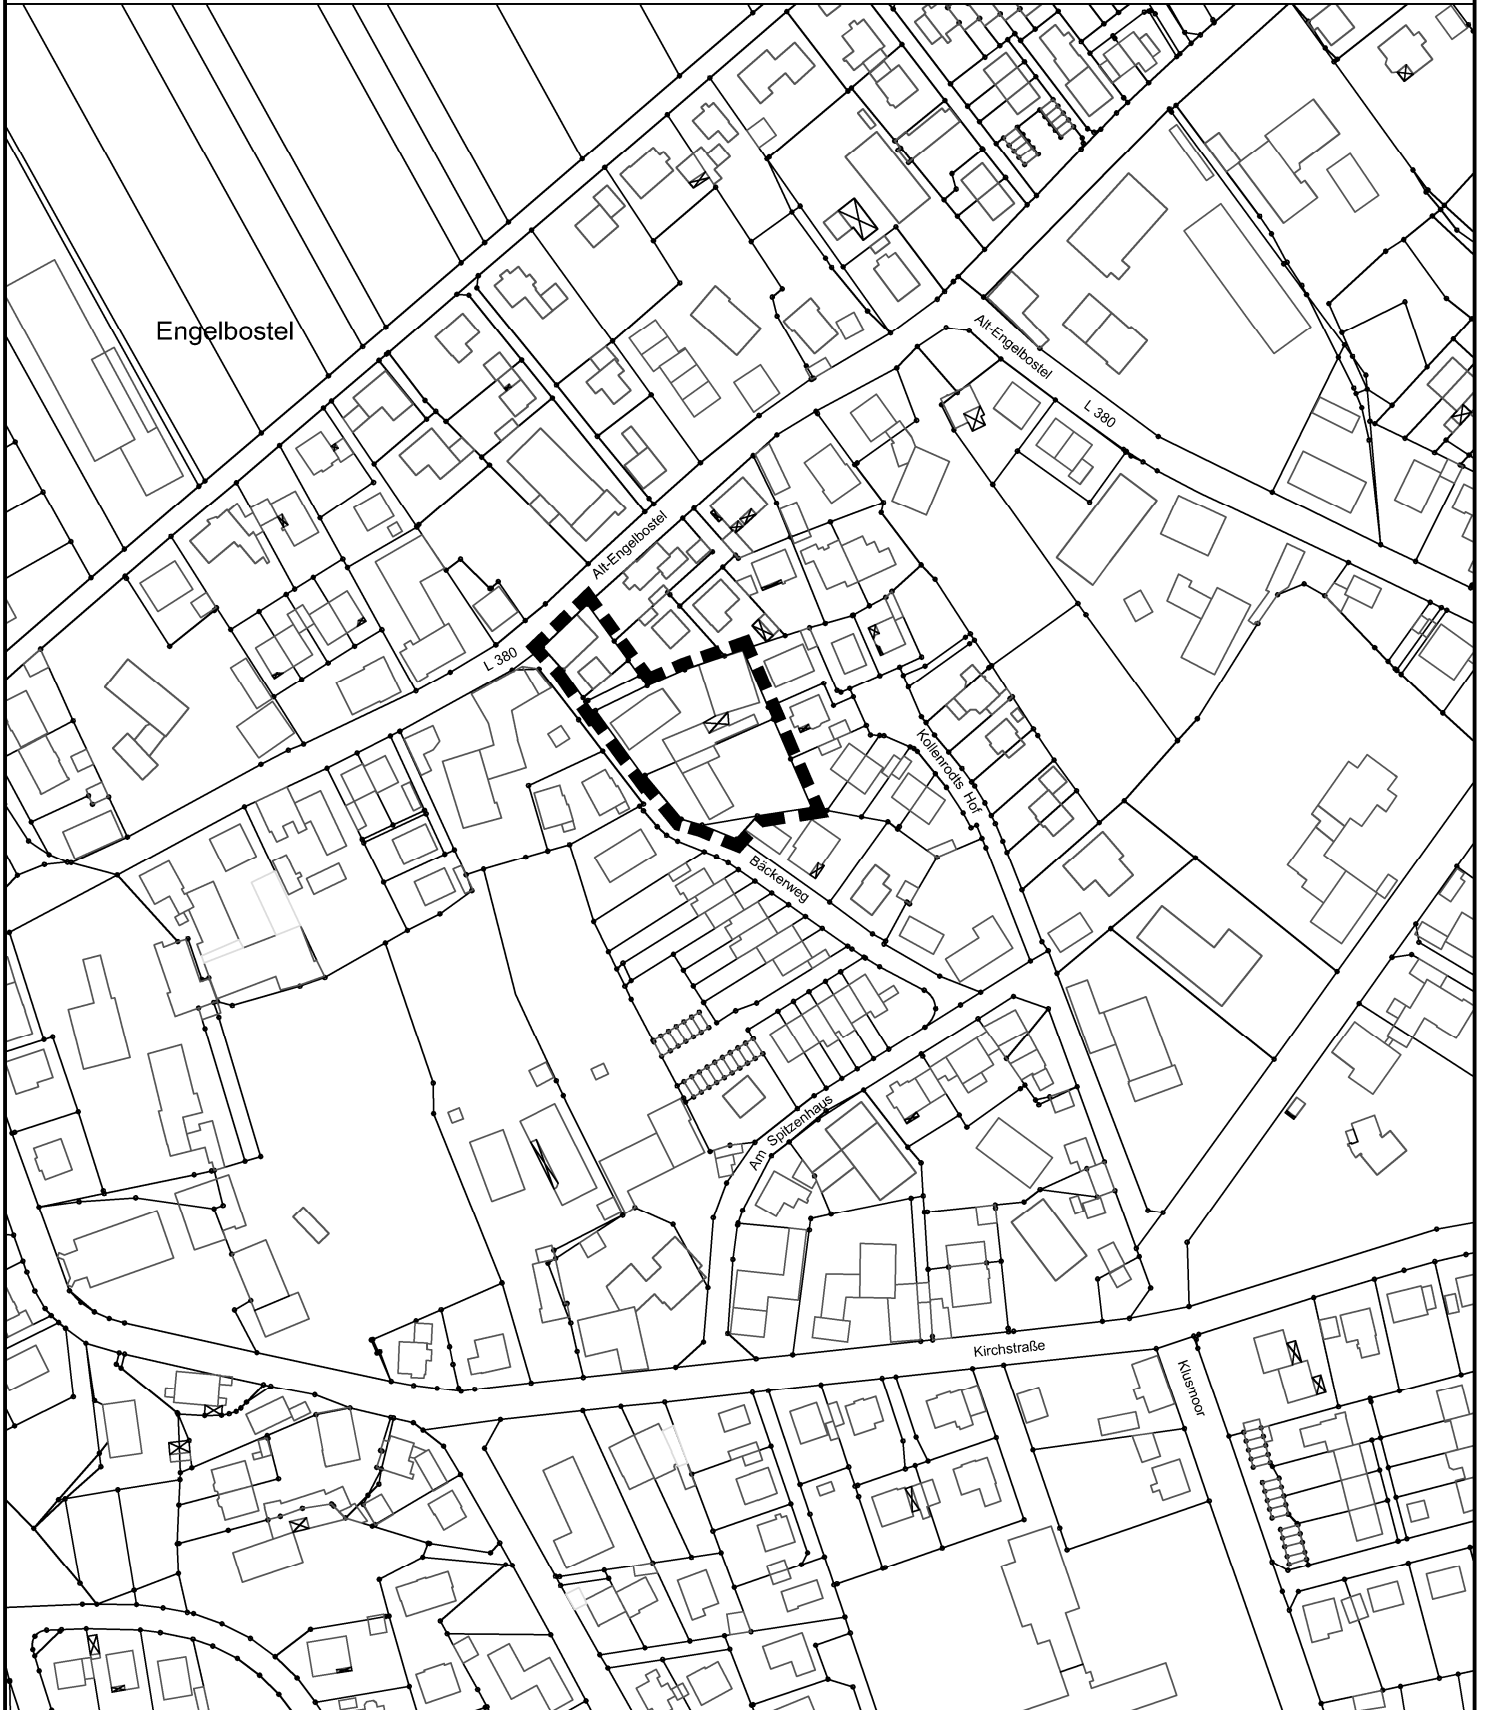 Engelbostel
Alt-Engelbostel
L 380
Alt-Engelbostel
L 380
Kollenrodts Hof
Bäckerweg
Am Spitzenhaus
Kirchstraße
Klusmoor